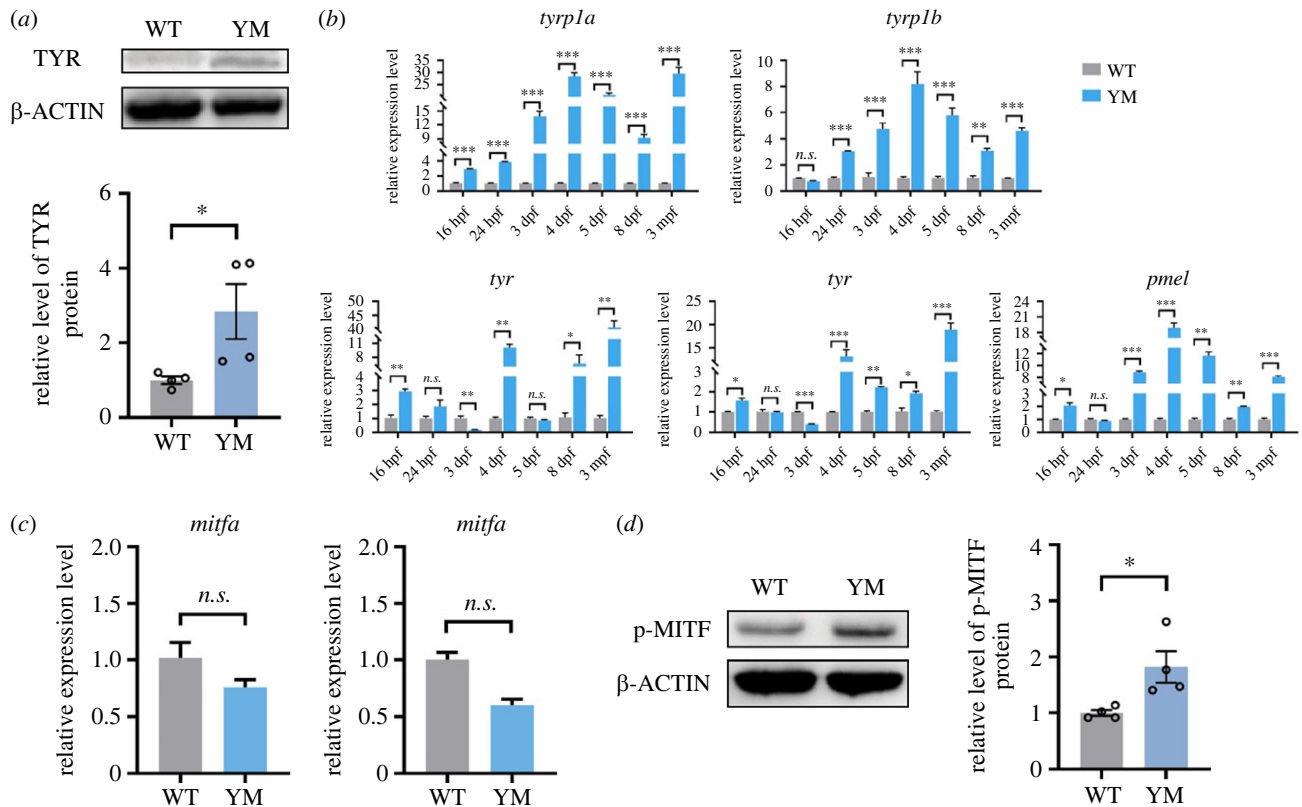 (a)
WT YM
TYR
β-ACTIN
relative level of TYR
protein
6
4
2
0
*
WT YM
(b)
tyrp1a
relative expression level
35
30
25
15
12
9
4
2
0
*** *** *** *** *** *** ***
16 hpf 24 hpf 3 dpf 4 dpf 5 dpf 8 dpf 3 mpf
tyrp1b
relative expression level
10
8
6
4
2
0
n.s. *** *** *** *** ** ***
16 hpf 24 hpf 3 dpf 4 dpf 5 dpf 8 dpf 3 mpf
WT
YM
tyr
relative expression level
50
40
11
8
5
4
3
2
1
0
** n.s. ** ** n.s. * **
16 hpf 24 hpf 3 dpf 4 dpf 5 dpf 8 dpf 3 mpf
tyr
relative expression level
25
20
15
10
5
3
2
1
0
* n.s. *** *** ** * ***
16 hpf 24 hpf 3 dpf 4 dpf 5 dpf 8 dpf 3 mpf
pmel
relative expression level
24
21
18
12
10
8
2
1
0
* n.s. *** *** ** ** ***
16 hpf 24 hpf 3 dpf 4 dpf 5 dpf 8 dpf 3 mpf
(c)
mitfa
relative expression level
2.0
1.5
1.0
0.5
0
n.s.
WT YM
mitfa
relative expression level
2.0
1.5
1.0
0.5
0
n.s.
WT YM
(d)
WT YM
p-MITF
β-ACTIN
relative level of p-MITF
protein
4
3
2
1
0
*
WT YM